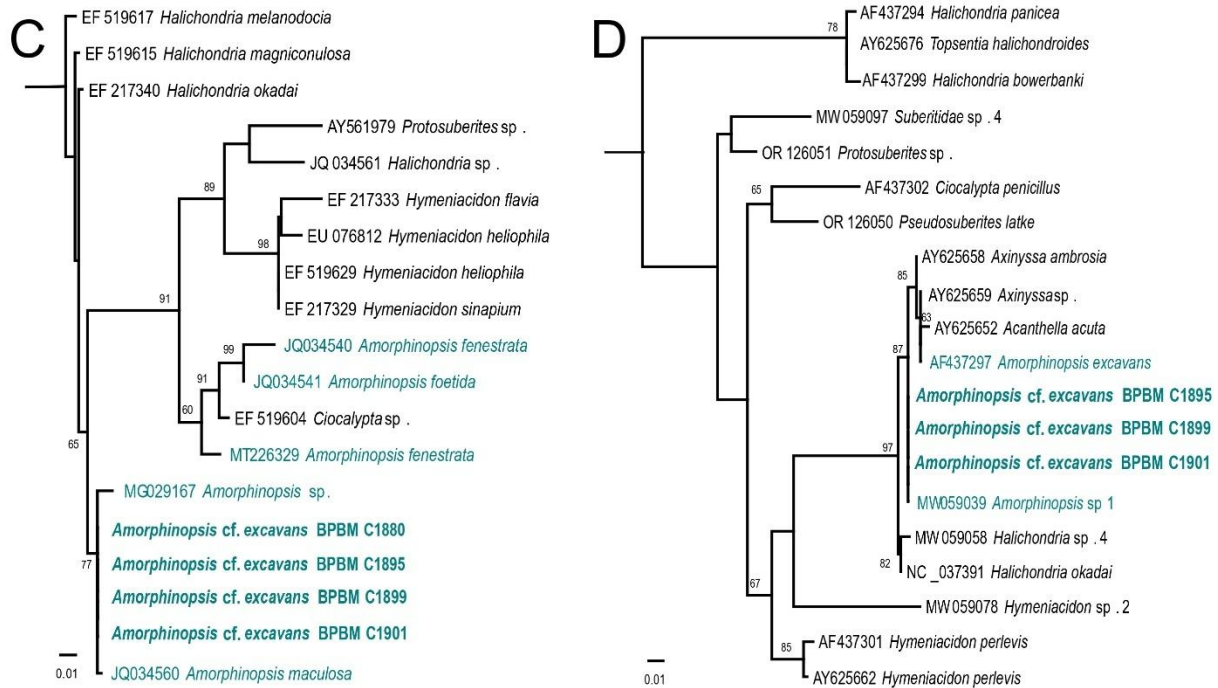 C
EF 519617 Halichondria melanodocia
EF 519615 Halichondria magniconulosa
EF 217340 Halichondria okadai
AY561979 Protosuberites sp .
JQ 034561 Halichondria sp .
89
EF 217333 Hymeniacidon flavia
EU 076812 Hymeniacidon heliophila
98
EF 519629 Hymeniacidon heliophila
EF 217329 Hymeniacidon sinapium
91
JQ034540 Amorphinopsis fenestrata
99
JQ034541 Amorphinopsis foetida
91
EF 519604 Ciocalypta sp .
60
MT226329 Amorphinopsis fenestrata
65
MG029167 Amorphinopsis sp.
Amorphinopsis cf. excavans BPBM C1880
77
Amorphinopsis cf. excavans BPBM C1895
Amorphinopsis cf. excavans BPBM C1899
Amorphinopsis cf. excavans BPBM C1901
JQ034560 Amorphinopsis maculosa
0.01
D
AF437294 Halichondria panicea
78
AY625676 Topsentia halichondroides
AF437299 Halichondria bowerbanki
MW059097 Suberitidae sp . 4
OR 126051 Protosuberites sp .
65
AF437302 Ciocalypta penicillus
OR 126050 Pseudosuberites latke
AY625658 Axinyssa ambrosia
85
AY625659 Axinyssa sp .
63
AY625652 Acanthella acuta
87
AF437297 Amorphinopsis excavans
Amorphinopsis cf. excavans BPBM C1895
Amorphinopsis cf. excavans BPBM C1899
97
Amorphinopsis cf. excavans BPBM C1901
MW059039 Amorphinopsis sp 1
MW059058 Halichondria sp . 4
82
NC _037391 Halichondria okadai
67
MW059078 Hymeniacidon sp . 2
85
AF437301 Hymeniacidon perlevis
AY625662 Hymeniacidon perlevis
0.01